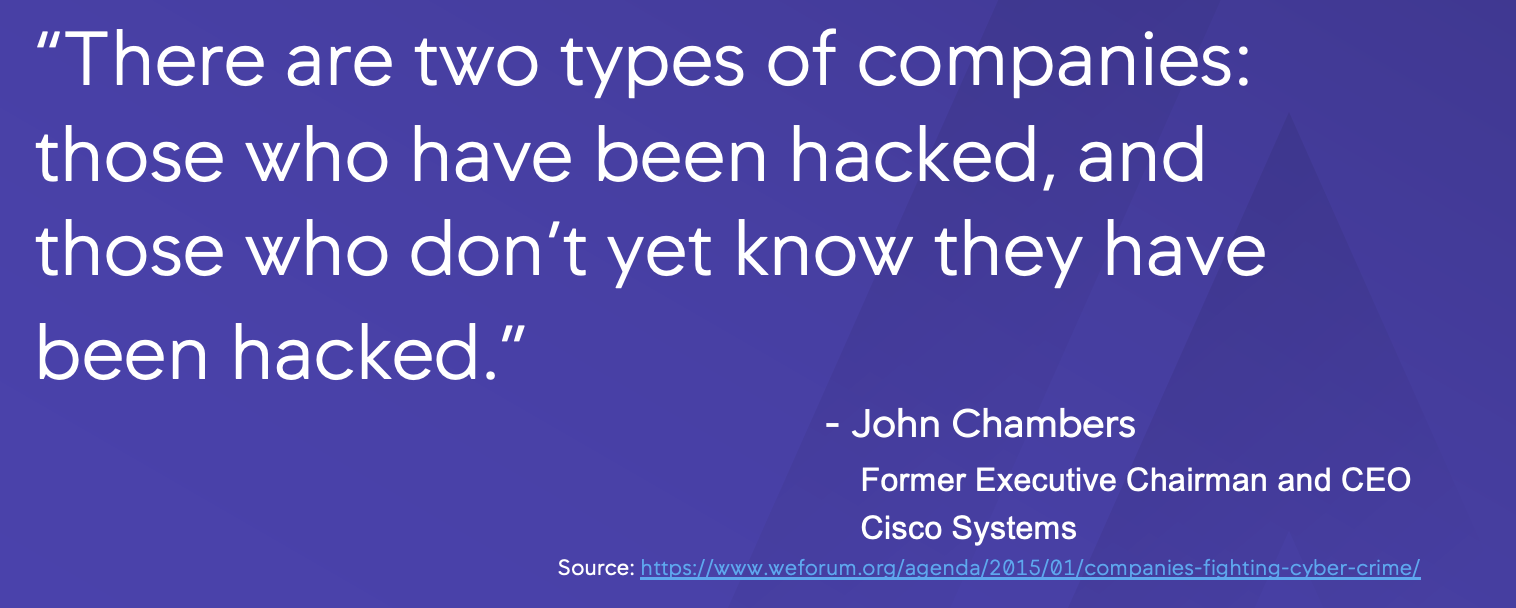 “There are two types of companies:
those who have been hacked, and
those who don’t yet know they have
been hacked.”
- John Chambers
Former Executive Chairman and CEO
Cisco Systems
Source: https://www.weforum.org/agenda/2015/01/companies-fighting-cyber-crime/